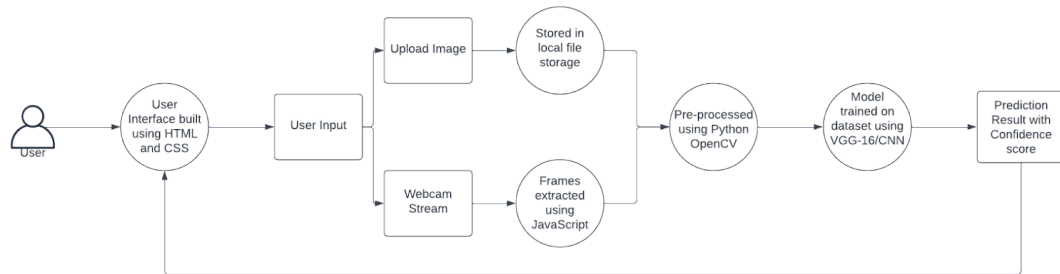 User
User
Interface built
using HTML
and CSS
User Input
Upload Image
Stored in
local file
storage
Webcam
Stream
Frames
extracted
using
JavaScript
Pre-processed
using Python
OpenCV
Model
trained on
dataset using
VGG-16/CNN
Prediction
Result with
Confidence
score